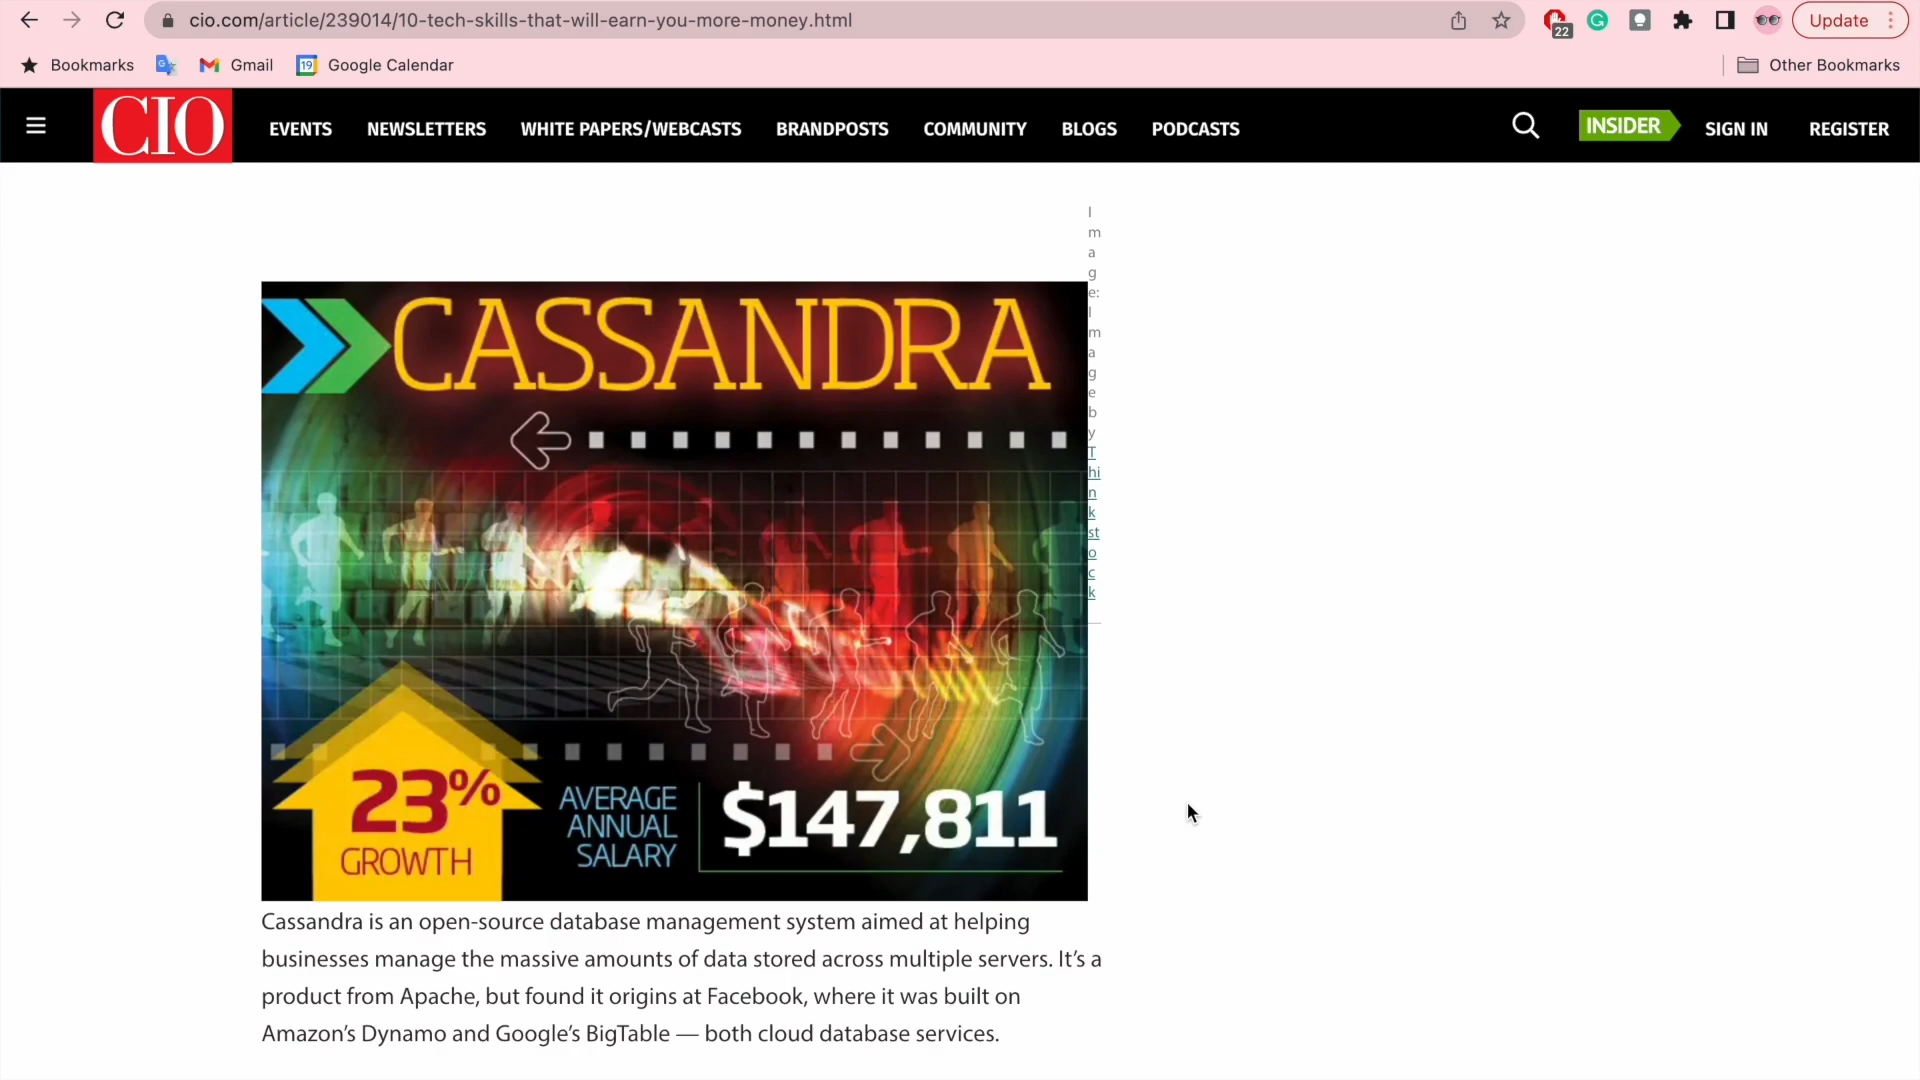 cio.com/article/239014/10-tech-skills-that-will-earn-you-more-money.html
22
Update
Bookmarks
Gmail
19
Google Calendar
Other Bookmarks
CIO
EVENTS
NEWSLETTERS
WHITE PAPERS/WEBCASTS
BRANDPOSTS
COMMUNITY
BLOGS
PODCASTS
INSIDER
SIGN IN
REGISTER
I
m
a
g
e:
I
m
a
g
e
b
y
T
hi
n
k
st
o
c
k
CASSANDRA
23%
GROWTH
AVERAGE
ANNUAL
SALARY
$147,811
Cassandra is an open-source database management system aimed at helping
businesses manage the massive amounts of data stored across multiple servers. It’s a
product from Apache, but found it origins at Facebook, where it was built on
Amazon’s Dynamo and Google’s BigTable — both cloud database services.